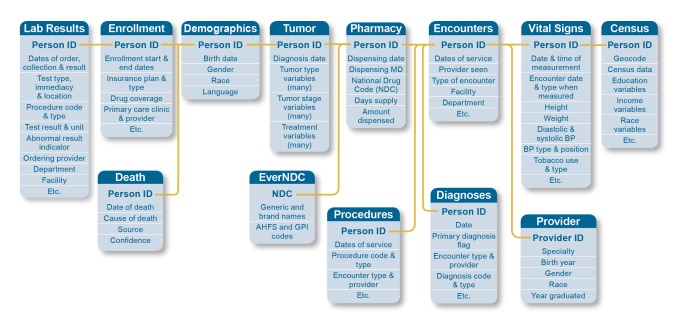 Lab Results
Person ID
Dates of order,
collection & result
Test type,
immediacy
& location
Procedure code
& type
Test result & unit
Abnormal result
indicator
Ordering provider
Department
Facility
Etc.
Enrollment
Person ID
Enrollment start &
end dates
Insurance plan &
type
Drug coverage
Primary care clinic
& provider
Etc.
Demographics
Person ID
Birth date
Gender
Race
Language
Tumor
Person ID
Diagnosis date
Tumor type
variables
(many)
Tumor stage
variables
(many)
Treatment
variables
(many)
Pharmacy
Person ID
Dispensing date
Dispensing MD
National Drug
Code (NDC)
Days supply
Amount
dispensed
Encounters
Person ID
Dates of service
Provider seen
Type of encounter
Facility
Department
Etc.
Vital Signs
Person ID
Date & time of
measurement
Encounter date
& type when
measured
Height
Weight
Diastolic &
systolic BP
BP type & position
Tobacco use
& type
Etc.
Census
Person ID
Geocode
Census data
Education
variables
Income
variables
Race
variables
Etc.
Death
Person ID
Date of death
Cause of death
Source
Confidence
EverNDC
NDC
Generic and
brand names
AHFS and GPI
codes
Procedures
Person ID
Dates of service
Procedure code &
type
Encounter type &
provider
Etc.
Diagnoses
Person ID
Date
Primary diagnosis
flag
Encounter type &
provider
Diagnosis code
& type
Etc.
Provider
Provider ID
Specialty
Birth year
Gender
Race
Year graduated